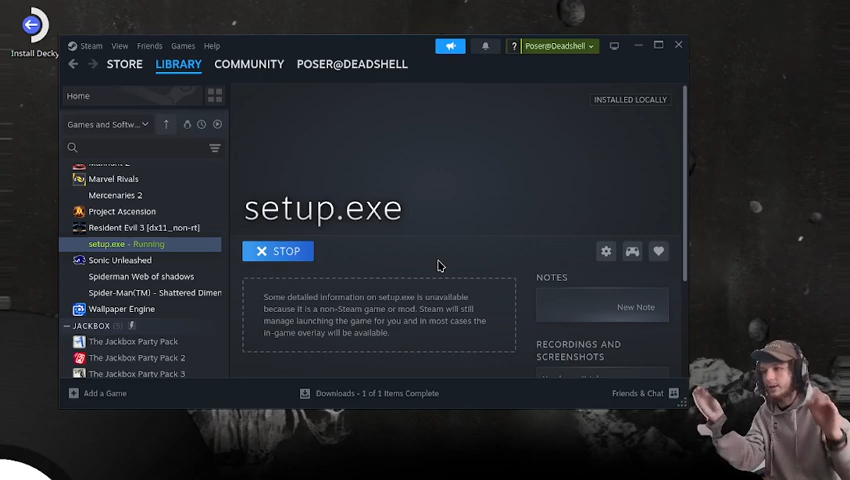 Install Decky
Steam View Friends Games Help
? Poser@Deadshell
STORE LIBRARY COMMUNITY POSER@DEADSHELL
Home
INSTALLED LOCALLY
Games and Softw...
Marvel Rivals
Mercenaries 2
Project Ascension
Resident Evil 3 [dx11_non-rt]
setup.exe - Running
Sonic Unleashed
Spiderman Web of shadows
Spider-Man(TM) - Shattered Dimen
Wallpaper Engine
JACKBOX (5)
The Jackbox Party Pack
The Jackbox Party Pack 2
The Jackbox Party Pack 3
setup.exe
STOP
Some detailed information on setup.exe is unavailable
because it is a non-Steam game or mod. Steam will still
manage launching the game for you and in most cases the
in-game overlay will be available.
NOTES
New Note
RECORDINGS AND
SCREENSHOTS
Add a Game
Downloads - 1 of 1 Items Complete
Friends & Chat